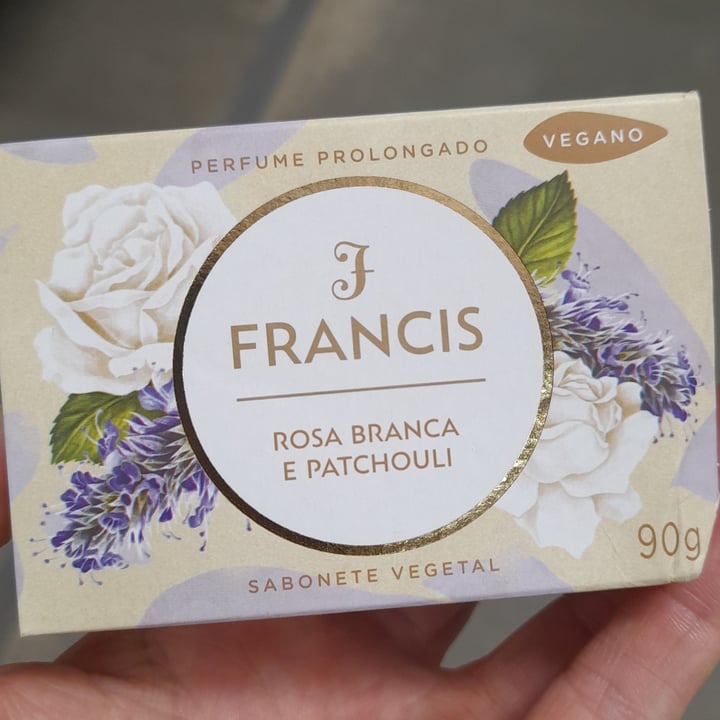 PERFUME PROLONGADO
VEGANO
F
FRANCIS
ROSA BRANCA
E PATCHOULI
SABONETE VEGETAL
90g